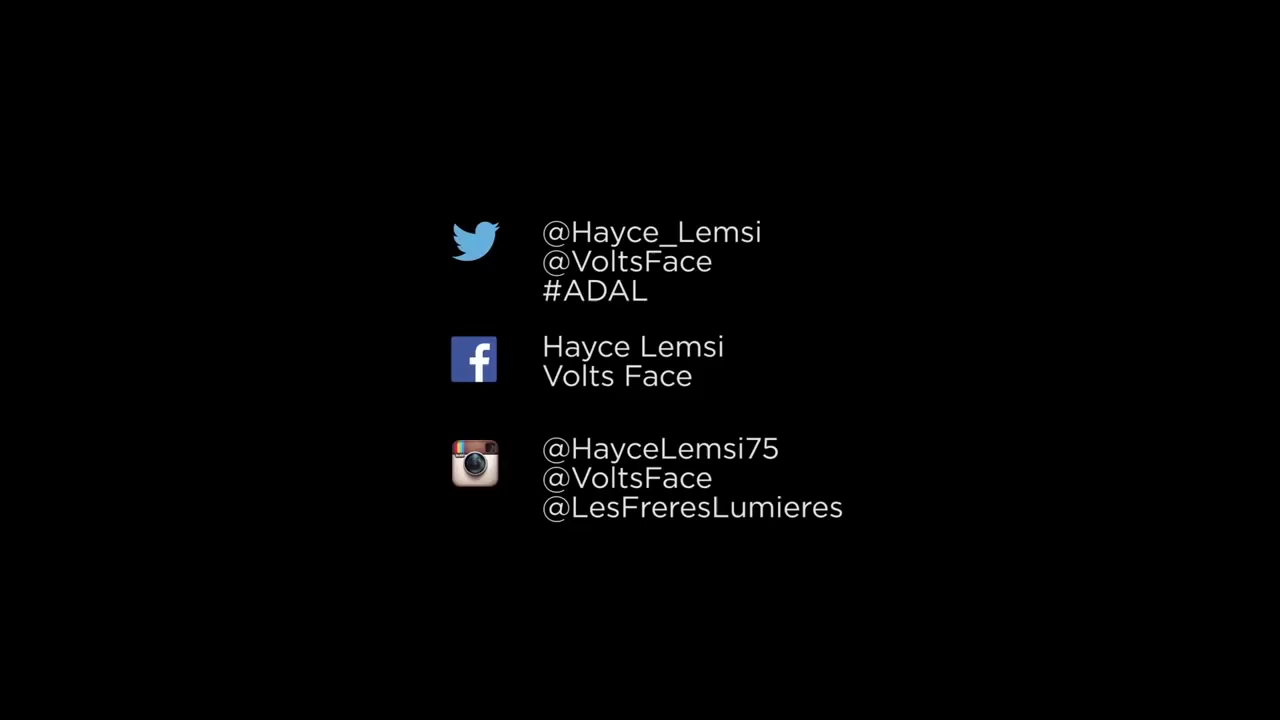 @Hayce_Lemsi
@VoltsFace
#ADAL
Hayce Lemsi
Volts Face
@HayceLemsi75
@VoltsFace
@LesFreresLumieres